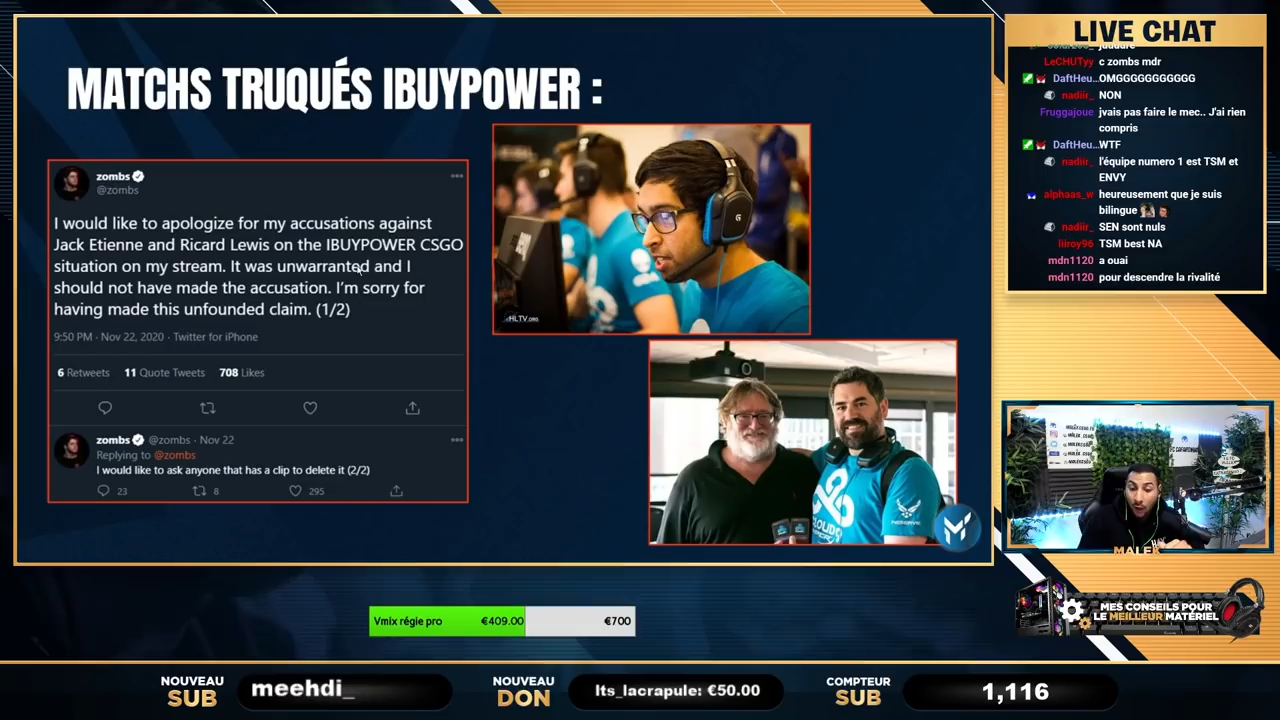 MATCHS TRUQUÉS IBUYPOWER :
zombs
@zombs
I would like to apologize for my accusations against
Jack Etienne and Ricard Lewis on the IBUYPOWER CSGO
situation on my stream. It was unwarranted and I
should not have made the accusation. I'm sorry for
having made this unfounded claim. (1/2)
9:50 PM · Nov 22, 2020 · Twitter for iPhone
6 Retweets 11 Quote Tweets 708 Likes
zombs @zombs · Nov 22
Replying to @zombs
I would like to ask anyone that has a clip to delete it (2/2)
23 8 295
HLTV.ORG
CLOUD9
RESERVE
LIVE CHAT
LeCHUTyy c zombs mdr
DaftHeu... OMGGGGGGGGGGG
nadiir_ NON
Fruggajoue jvais pas faire le mec.. J'ai rien
compris
DaftHeu... WTF
nadiir_ l'équipe numero 1 est TSM et
ENVY
alphaas_w heureusement que je suis
bilingue
nadiir_ SEN sont nuls
liiroy96 TSM best NA
mdn1120 a ouai
mdn1120 pour descendre la rivalité
MALEK
MES CONSEILS POUR
LE MEILLEUR MATÉRIEL
Vmix régie pro €409.00 €700
NOUVEAU
SUB
meehdi_
NOUVEAU
DON
Its_lacrapule: €50.00
COMPTEUR
SUB
1,116